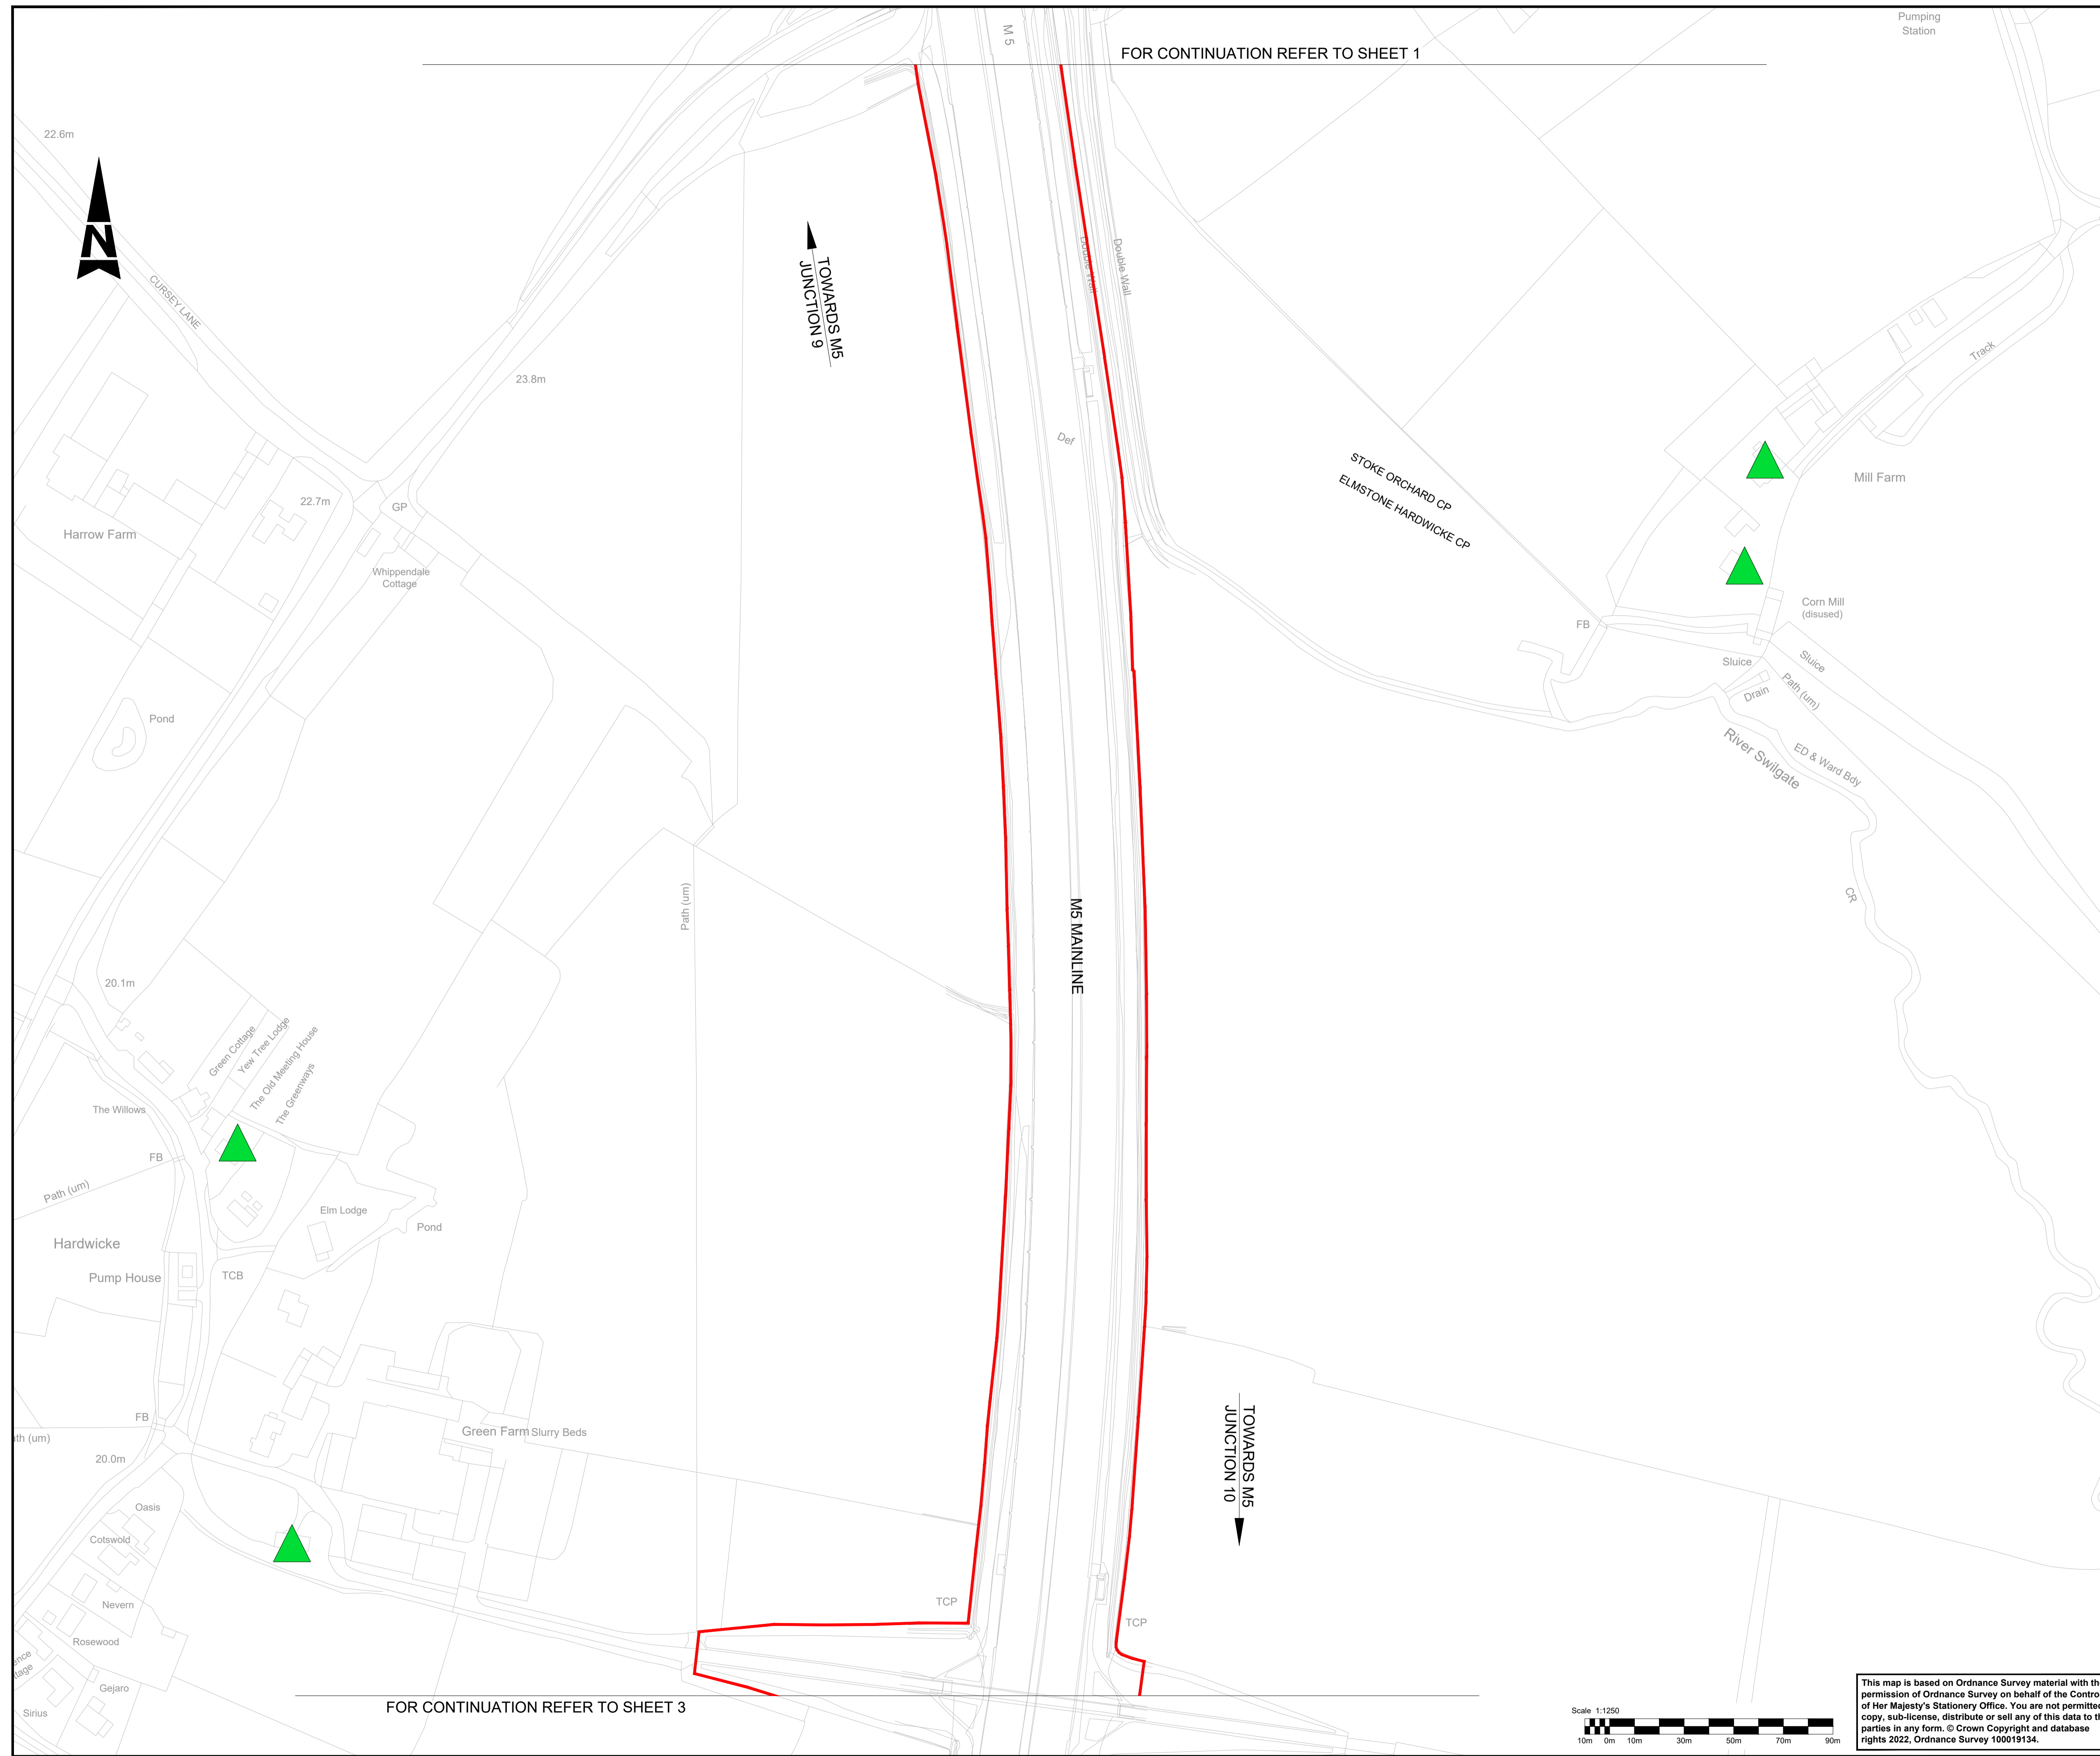 Pumping
Station
M 5
FOR CONTINUATION REFER TO SHEET 1
22.6m
N
CURSEY LANE
TOWARDS M5
JUNCTION 9
Double Wall
Double Wall
23.8m
Track
Def
STOKE ORCHARD CP
ELMSTONE HARDWICKE CP
Mill Farm
22.7m
GP
Harrow Farm
Whippendale
Cottage
Corn Mill
(disused)
FB
Sluice
Sluice
Path (um)
Drain
Pond
River Swilgate
ED & Ward Bdy
CR
Path (um)
M5 MAINLINE
20.1m
Green Cottage
Yew Tree Lodge
The Old Meeting House
The Greenways
The Willows
FB
Path (um)
Elm Lodge
Pond
Hardwicke
Pump House
TCB
FB
Green Farm
Slurry Beds
TOWARDS M5
JUNCTION 10
th (um)
20.0m
Oasis
Cotswold
Nevern
TCP
TCP
Rosewood
ence
tage
Gejaro
Sirius
FOR CONTINUATION REFER TO SHEET 3
Scale 1:1250
10m 0m 10m 30m 50m 70m 90m
This map is based on Ordnance Survey material with th
permission of Ordnance Survey on behalf of the Contro
of Her Majesty's Stationery Office. You are not permitted
copy, sub-license, distribute or sell any of this data to th
parties in any form. © Crown Copyright and database
rights 2022, Ordnance Survey 100019134.